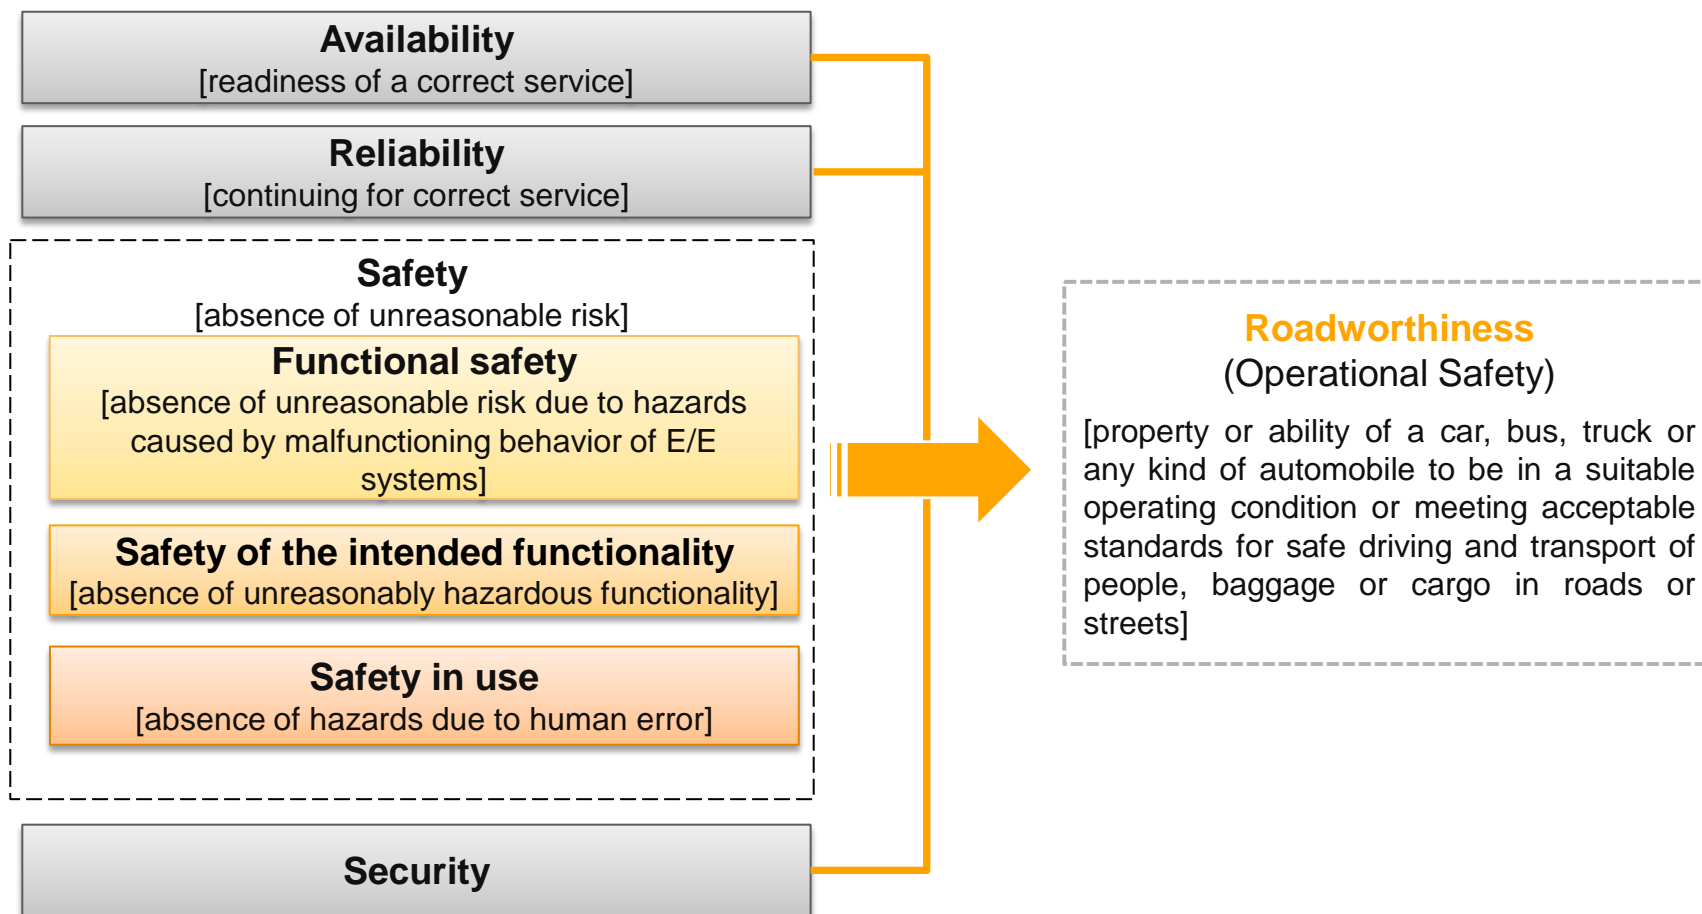 Availability
[readiness of a correct service]
Reliability
[continuing for correct service]
Safety
[absence of unreasonable risk]
Functional safety
[absence of unreasonable risk due to hazards
caused by malfunctioning behavior of E/E
systems]
Safety of the intended functionality
[absence of unreasonably hazardous functionality]
Safety in use
[absence of hazards due to human error]
Security
Roadworthiness
(Operational Safety)
[property or ability of a car, bus, truck or
any kind of automobile to be in a suitable
operating condition or meeting acceptable
standards for safe driving and transport of
people, baggage or cargo in roads or
streets]